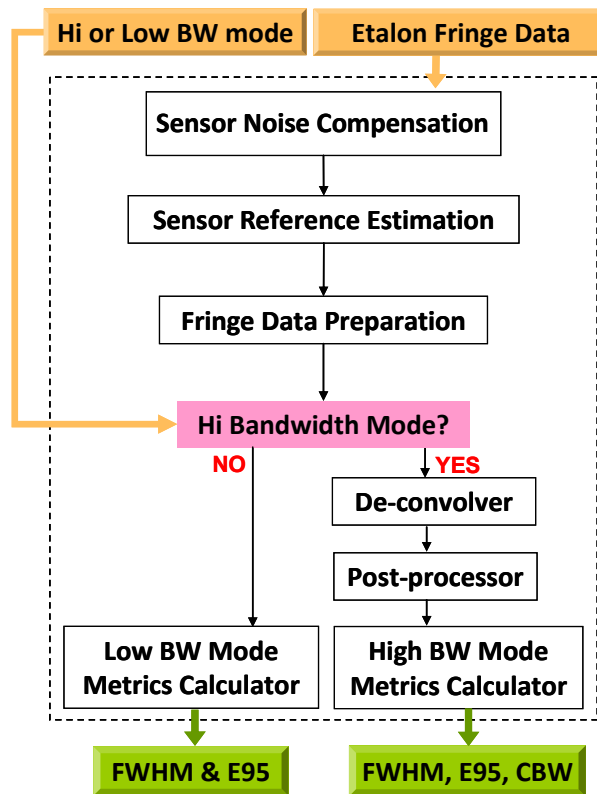 Hi or Low BW mode
Etalon Fringe Data
Sensor Noise Compensation
Sensor Reference Estimation
Fringe Data Preparation
Hi Bandwidth Mode?
NO
YES
De-convolver
Post-processor
Low BW Mode
Metrics Calculator
High BW Mode
Metrics Calculator
FWHM & E95
FWHM, E95, CBW